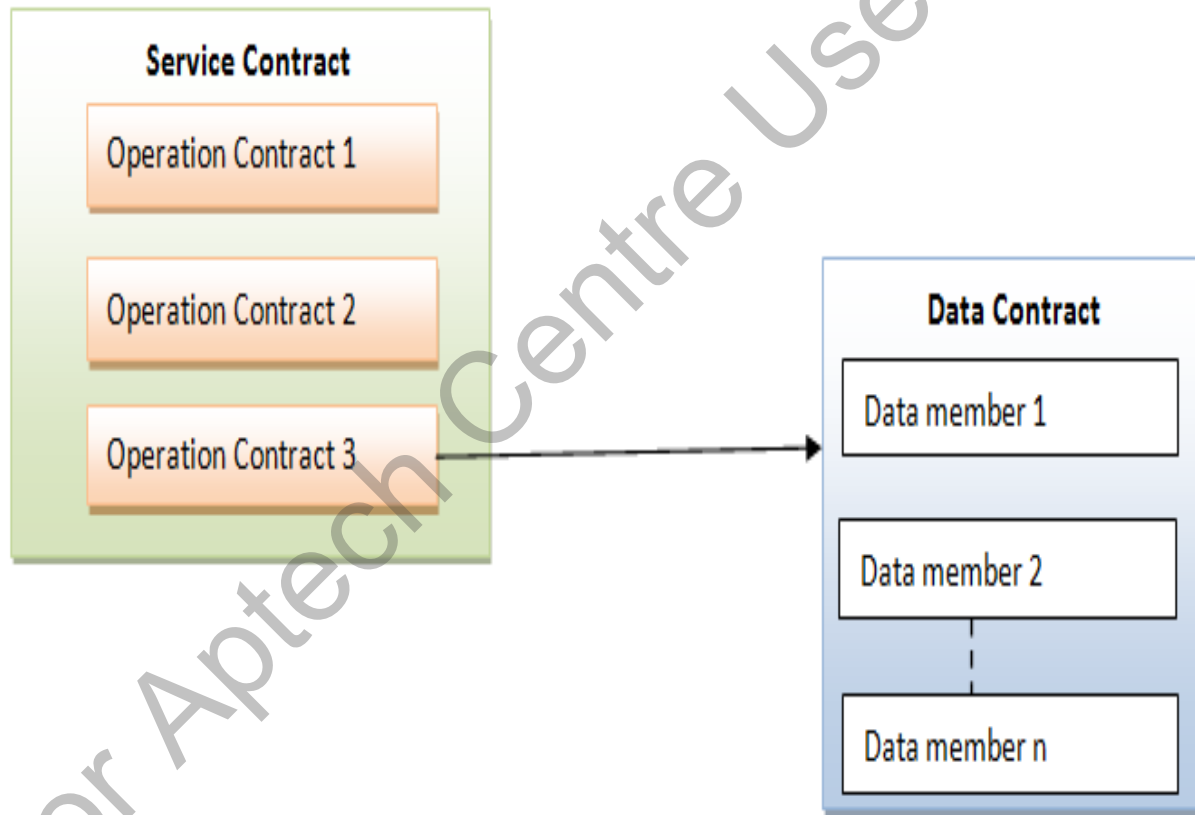 Service Contract
Operation Contract 1
Operation Contract 2
Operation Contract 3
Data Contract
Data member 1
Data member 2
Data member n
or Aptech Centre Use